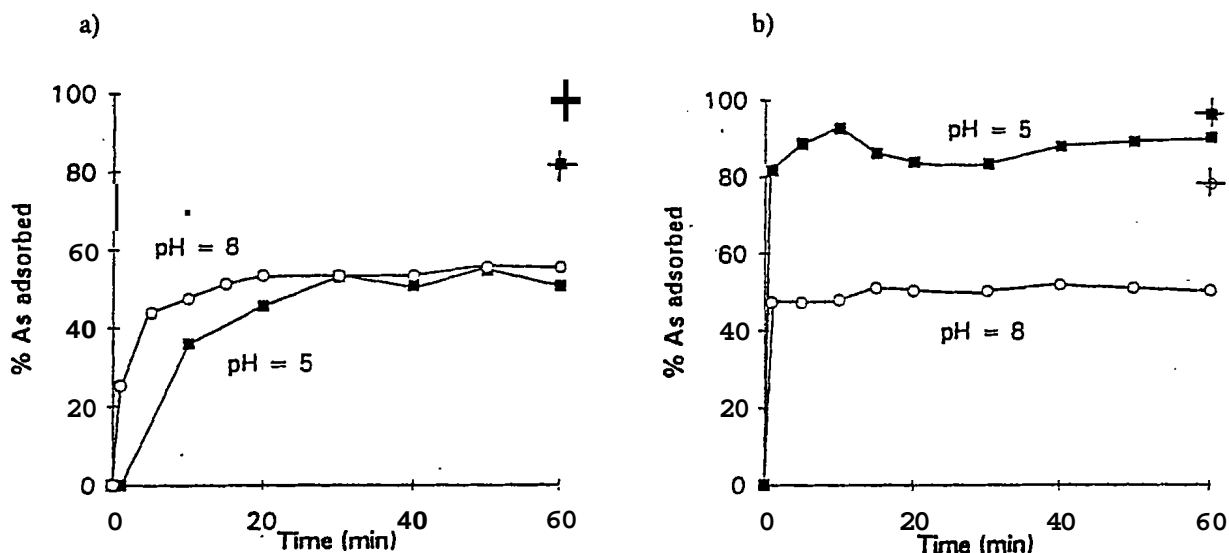 a)
100
80
60
40
20
0
% As adsorbed
pH = 8
pH = 5
0 20 40 60
Time (min)
b)
100
80
60
40
20
0
% As adsorbed
pH = 5
pH = 8
0 20 40 60
Time (min)